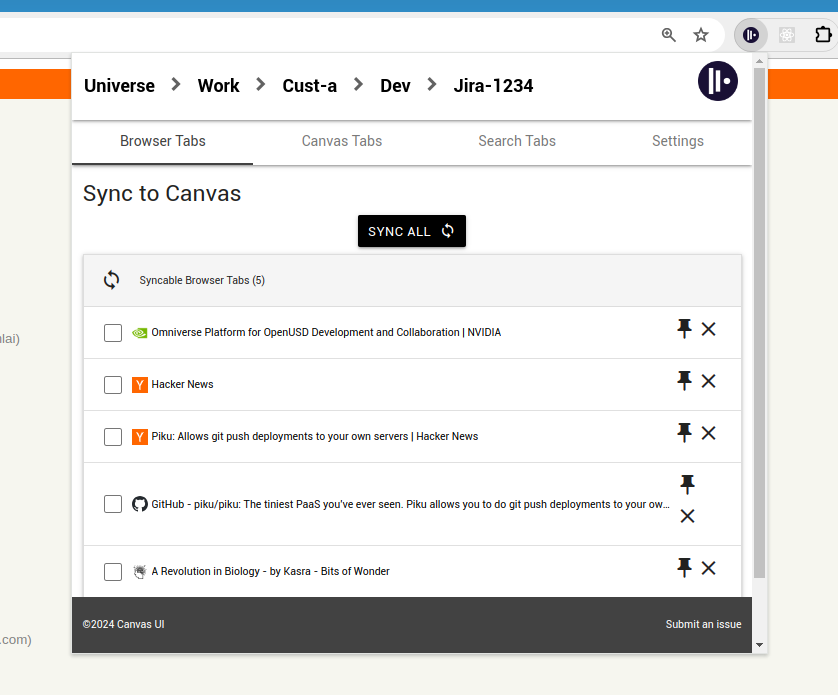 Universe > Work > Cust-a > Dev > Jira-1234
Browser Tabs Canvas Tabs Search Tabs Settings
Sync to Canvas
SYNC ALL
Syncable Browser Tabs (5)
Omniverse Platform for OpenUSD Development and Collaboration | NVIDIA
Y Hacker News
Y Piku: Allows git push deployments to your own servers | Hacker News
lai)
GitHub - piku/piku: The tiniest PaaS you've ever seen. Piku allows you to do git push deployments to your ow...
A Revolution in Biology - by Kasra - Bits of Wonder
©2024 Canvas UI Submit an issue
.com)